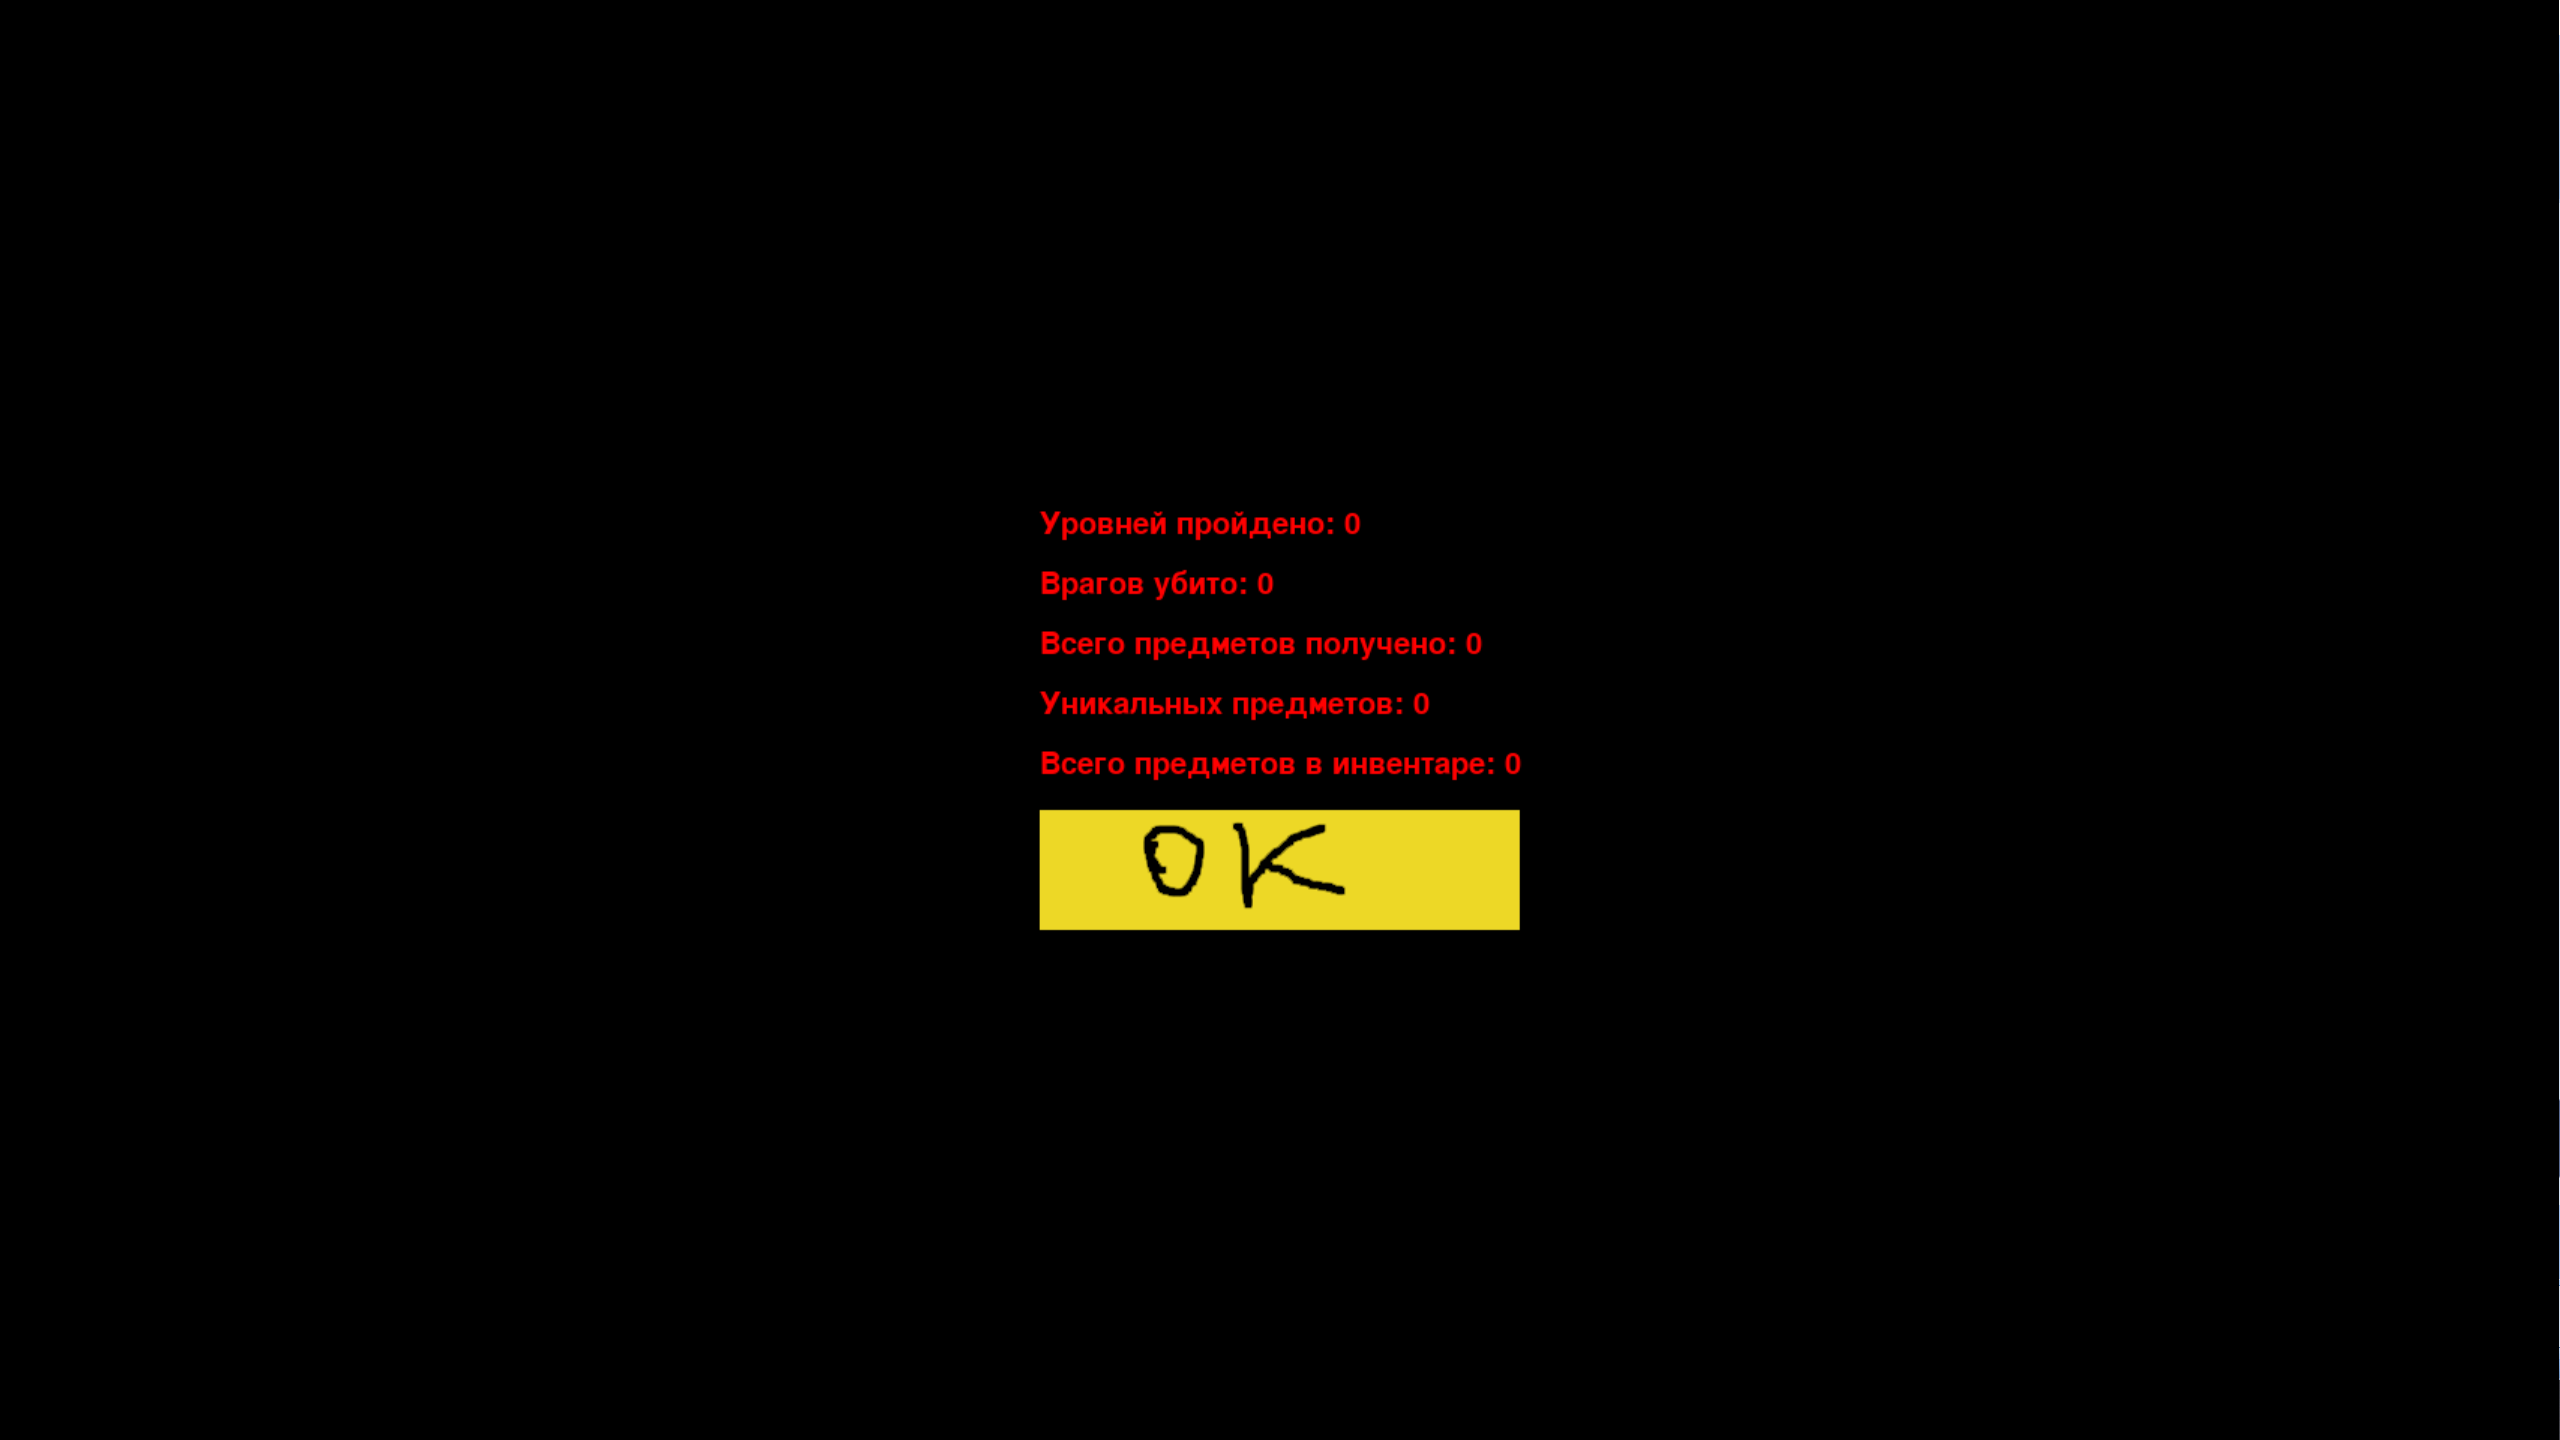 Уровней пройдено: 0
Врагов убито: 0
Всего предметов получено: 0
Уникальных предметов: 0
Всего предметов в инвентаре: 0
OK